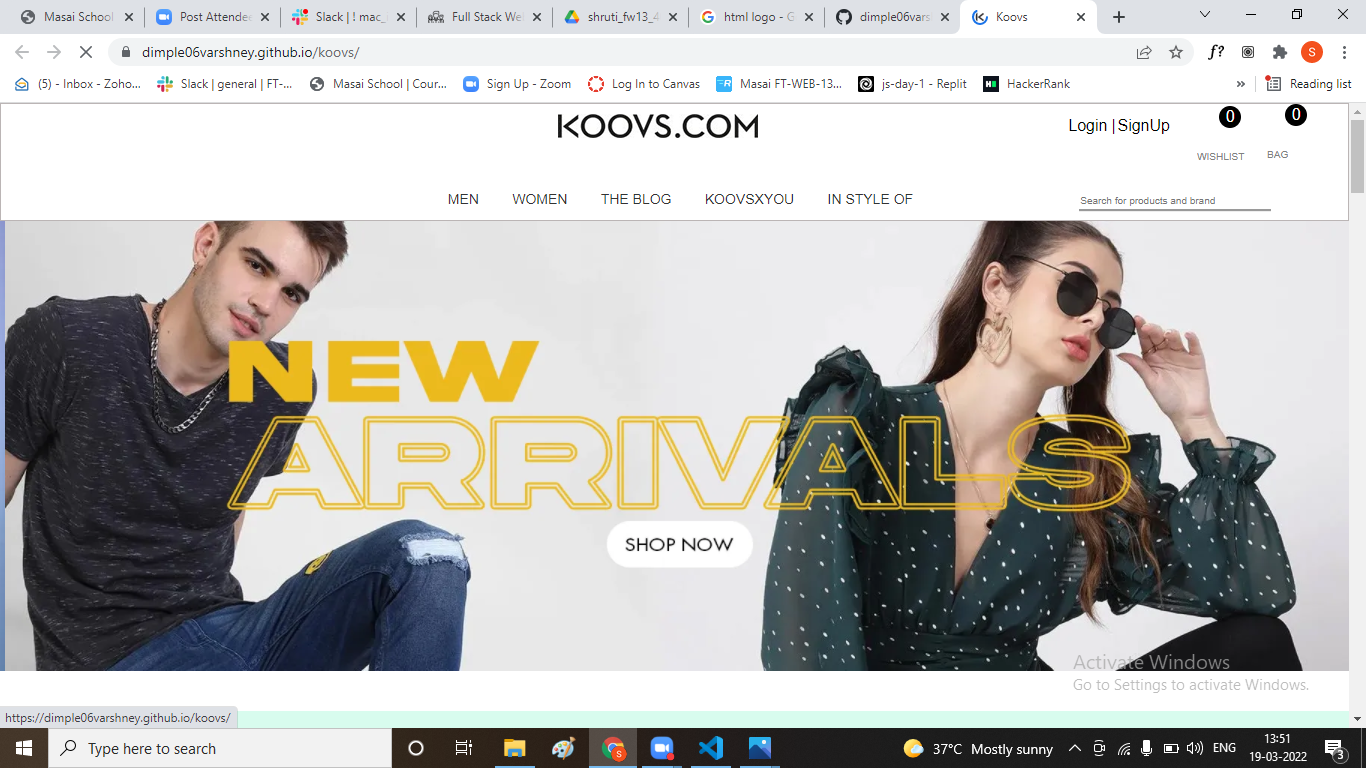 Masai School
Post Attende
Slack | ! mac_
Full Stack We
shruti_fw13_4
html logo - G
dimple06varsh
Koovs
dimple06varshney.github.io/koovs/
f?
S
(5) - Inbox - Zoho...
Slack | general | FT-...
Masai School | Cour...
Sign Up - Zoom
Log In to Canvas
Masai FT-WEB-13...
js-day-1 - Replit
HackerRank
»
Reading list
KOOVS.COM
Login | SignUp
0
0
WISHLIST
BAG
MEN
WOMEN
THE BLOG
KOOVSXYOU
IN STYLE OF
Search for products and brand
NEW
ARRIVALS
SHOP NOW
Activate Windows
Go to Settings to activate Windows.
https://dimple06varshney.github.io/koovs/
Type here to search
S
37°C Mostly sunny
ENG
13:51
19-03-2022
3